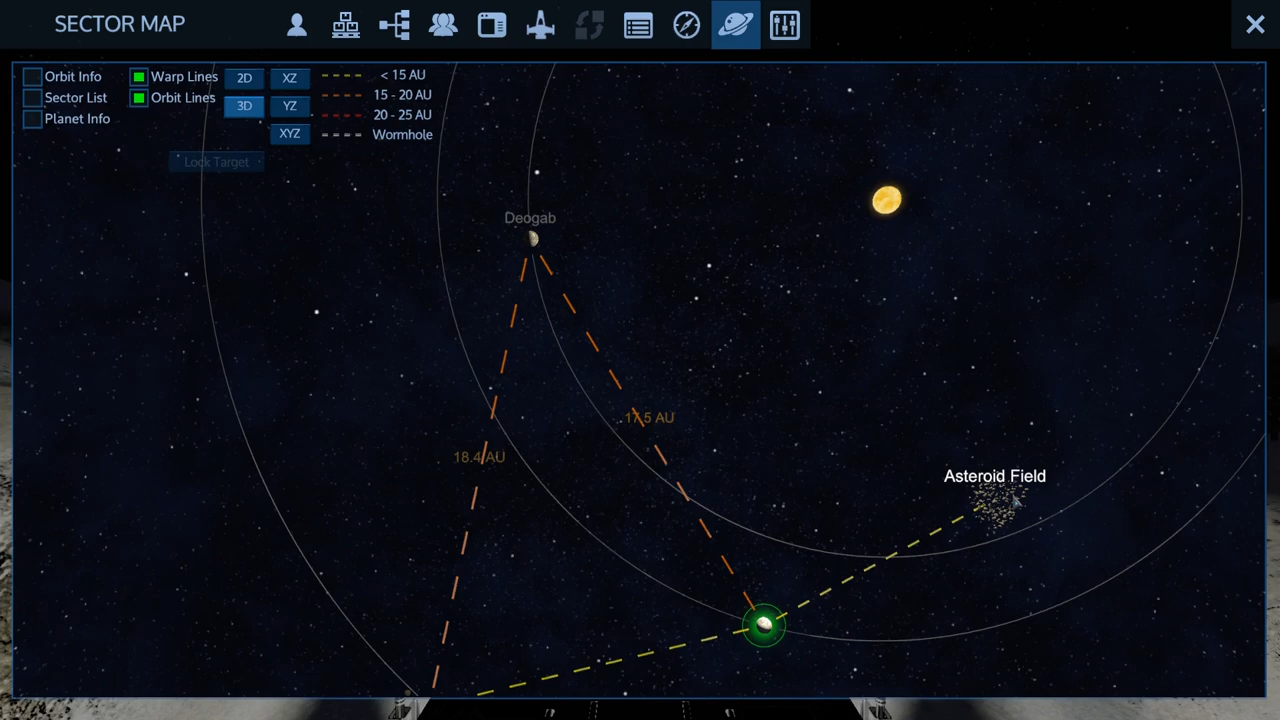 SECTOR MAP
Orbit Info
Warp Lines
2D
XZ
< 15 AU
Sector List
Orbit Lines
3D
YZ
15 - 20 AU
Planet Info
XYZ
20 - 25 AU
Wormhole
Lock Target
Deogab
17.5 AU
18.4 AU
Asteroid Field